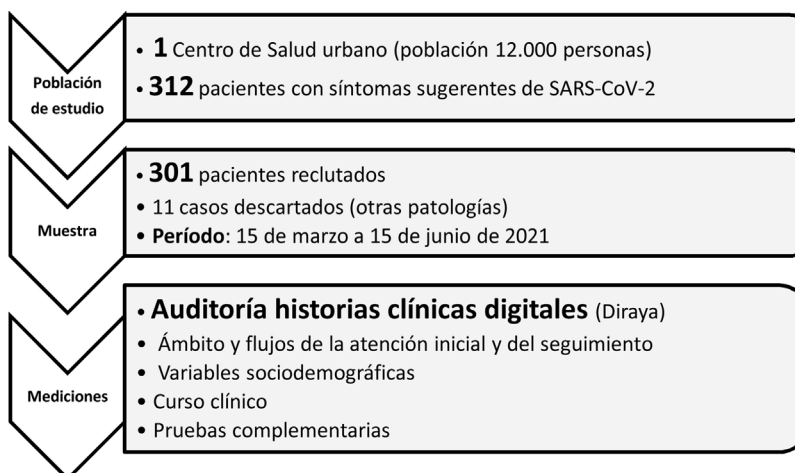 Población
de estudio
• 1 Centro de Salud urbano (población 12.000 personas)
• 312 pacientes con síntomas sugerentes de SARS-CoV-2
Muestra
• 301 pacientes reclutados
• 11 casos descartados (otras patologías)
• Período: 15 de marzo a 15 de junio de 2021
Mediciones
• Auditoría historias clínicas digitales (Diraya)
• Ámbito y flujos de la atención inicial y del seguimiento
• Variables sociodemográficas
• Curso clínico
• Pruebas complementarias